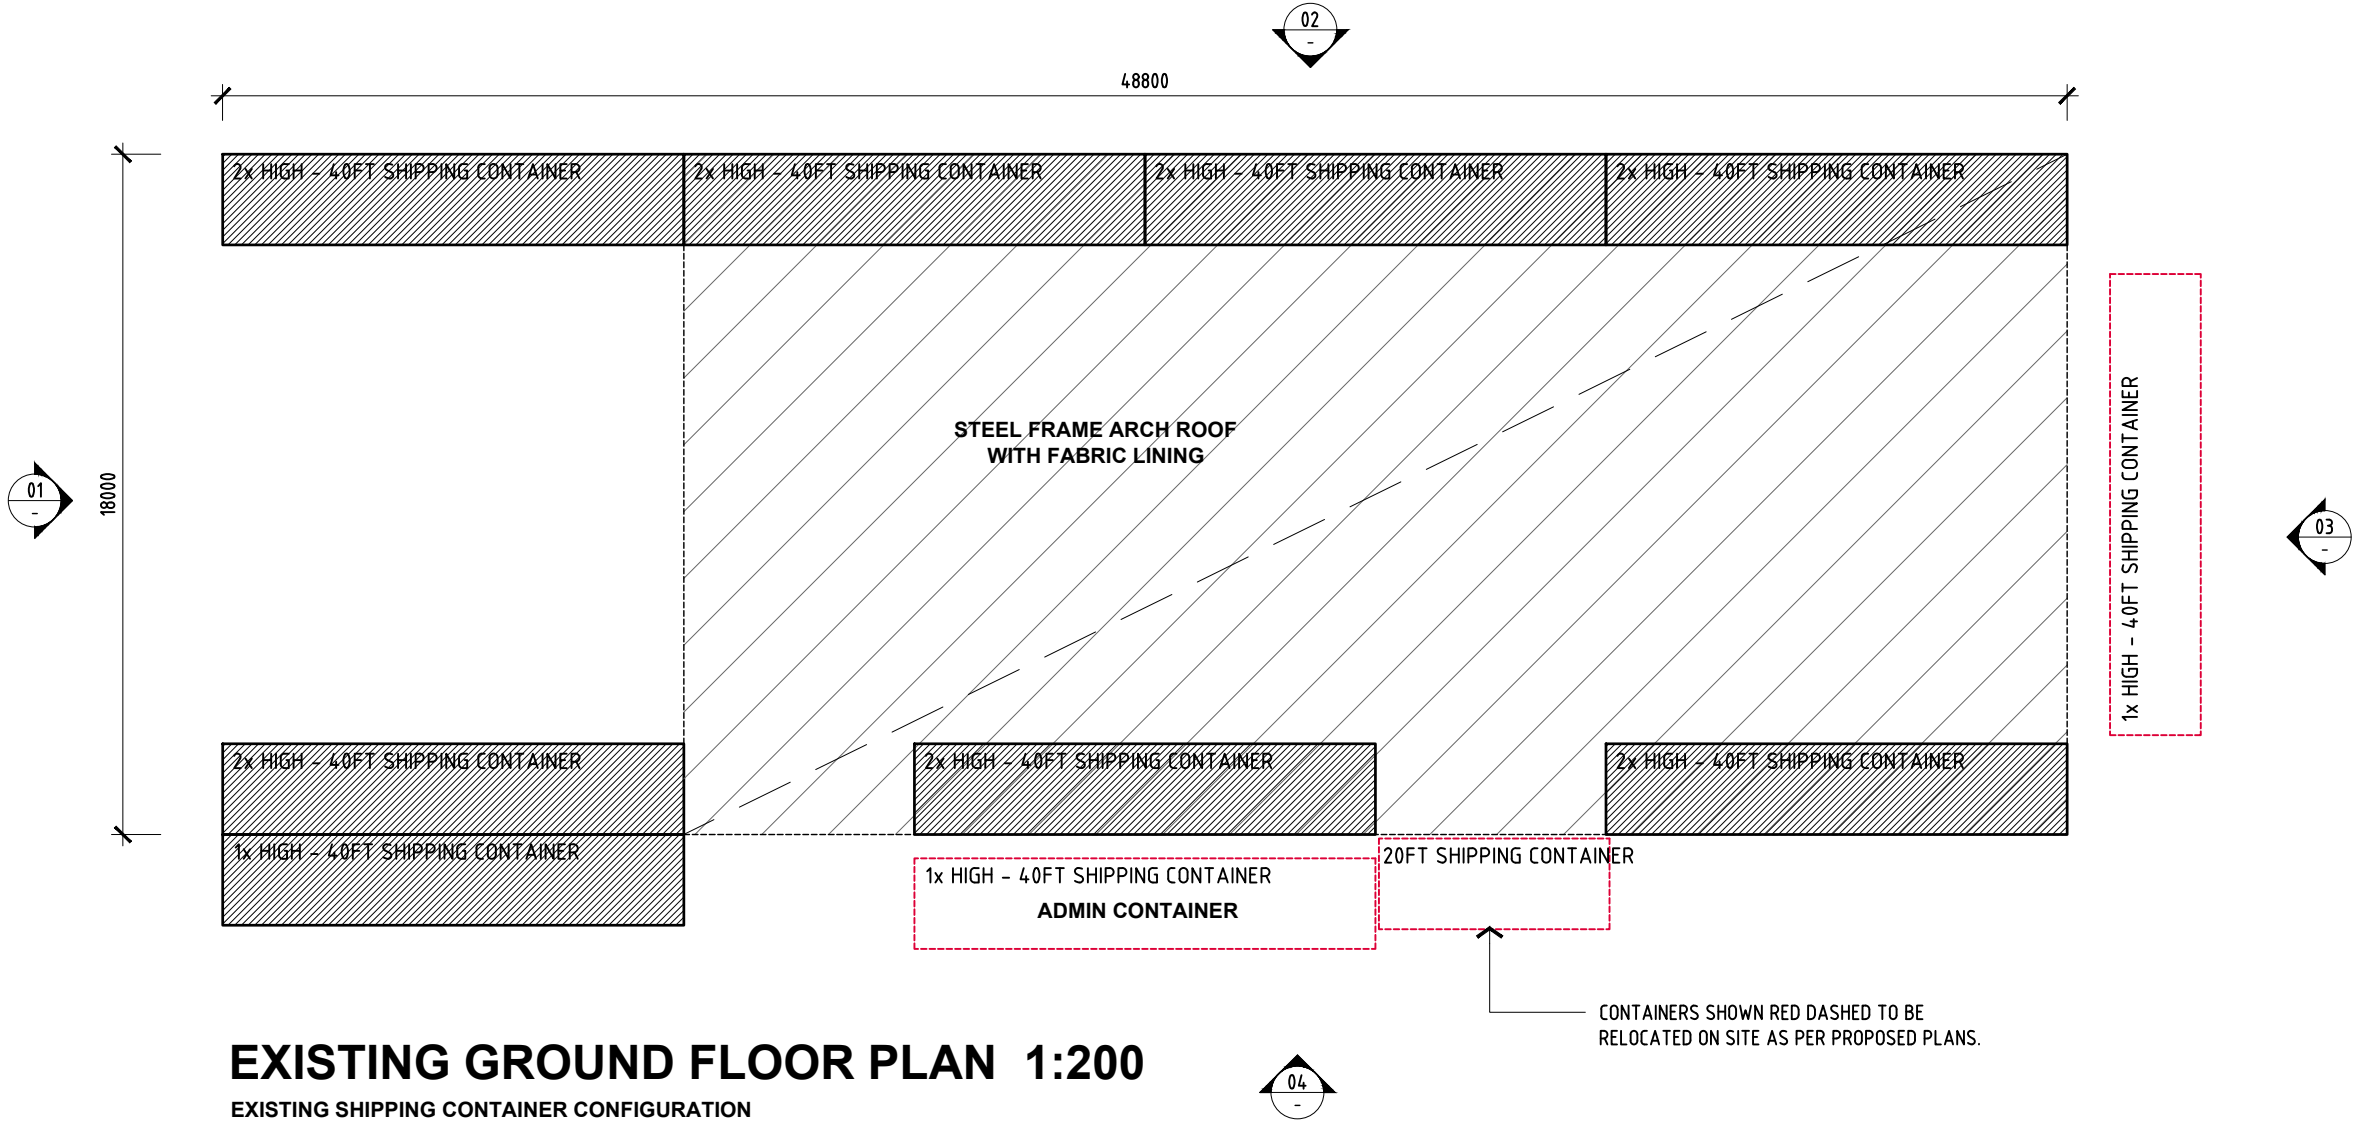 02
-
48800
2x HIGH - 40FT SHIPPING CONTAINER
2x HIGH - 40FT SHIPPING CONTAINER
2x HIGH - 40FT SHIPPING CONTAINER
2x HIGH - 40FT SHIPPING CONTAINER
STEEL FRAME ARCH ROOF
WITH FABRIC LINING
01
-
18000
1x HIGH - 40FT SHIPPING CONTAINER
03
-
2x HIGH - 40FT SHIPPING CONTAINER
2x HIGH - 40FT SHIPPING CONTAINER
2x HIGH - 40FT SHIPPING CONTAINER
1x HIGH - 40FT SHIPPING CONTAINER
1x HIGH - 40FT SHIPPING CONTAINER
ADMIN CONTAINER
20FT SHIPPING CONTAINER
CONTAINERS SHOWN RED DASHED TO BE
RELOCATED ON SITE AS PER PROPOSED PLANS.
EXISTING GROUND FLOOR PLAN 1:200
EXISTING SHIPPING CONTAINER CONFIGURATION
04
-